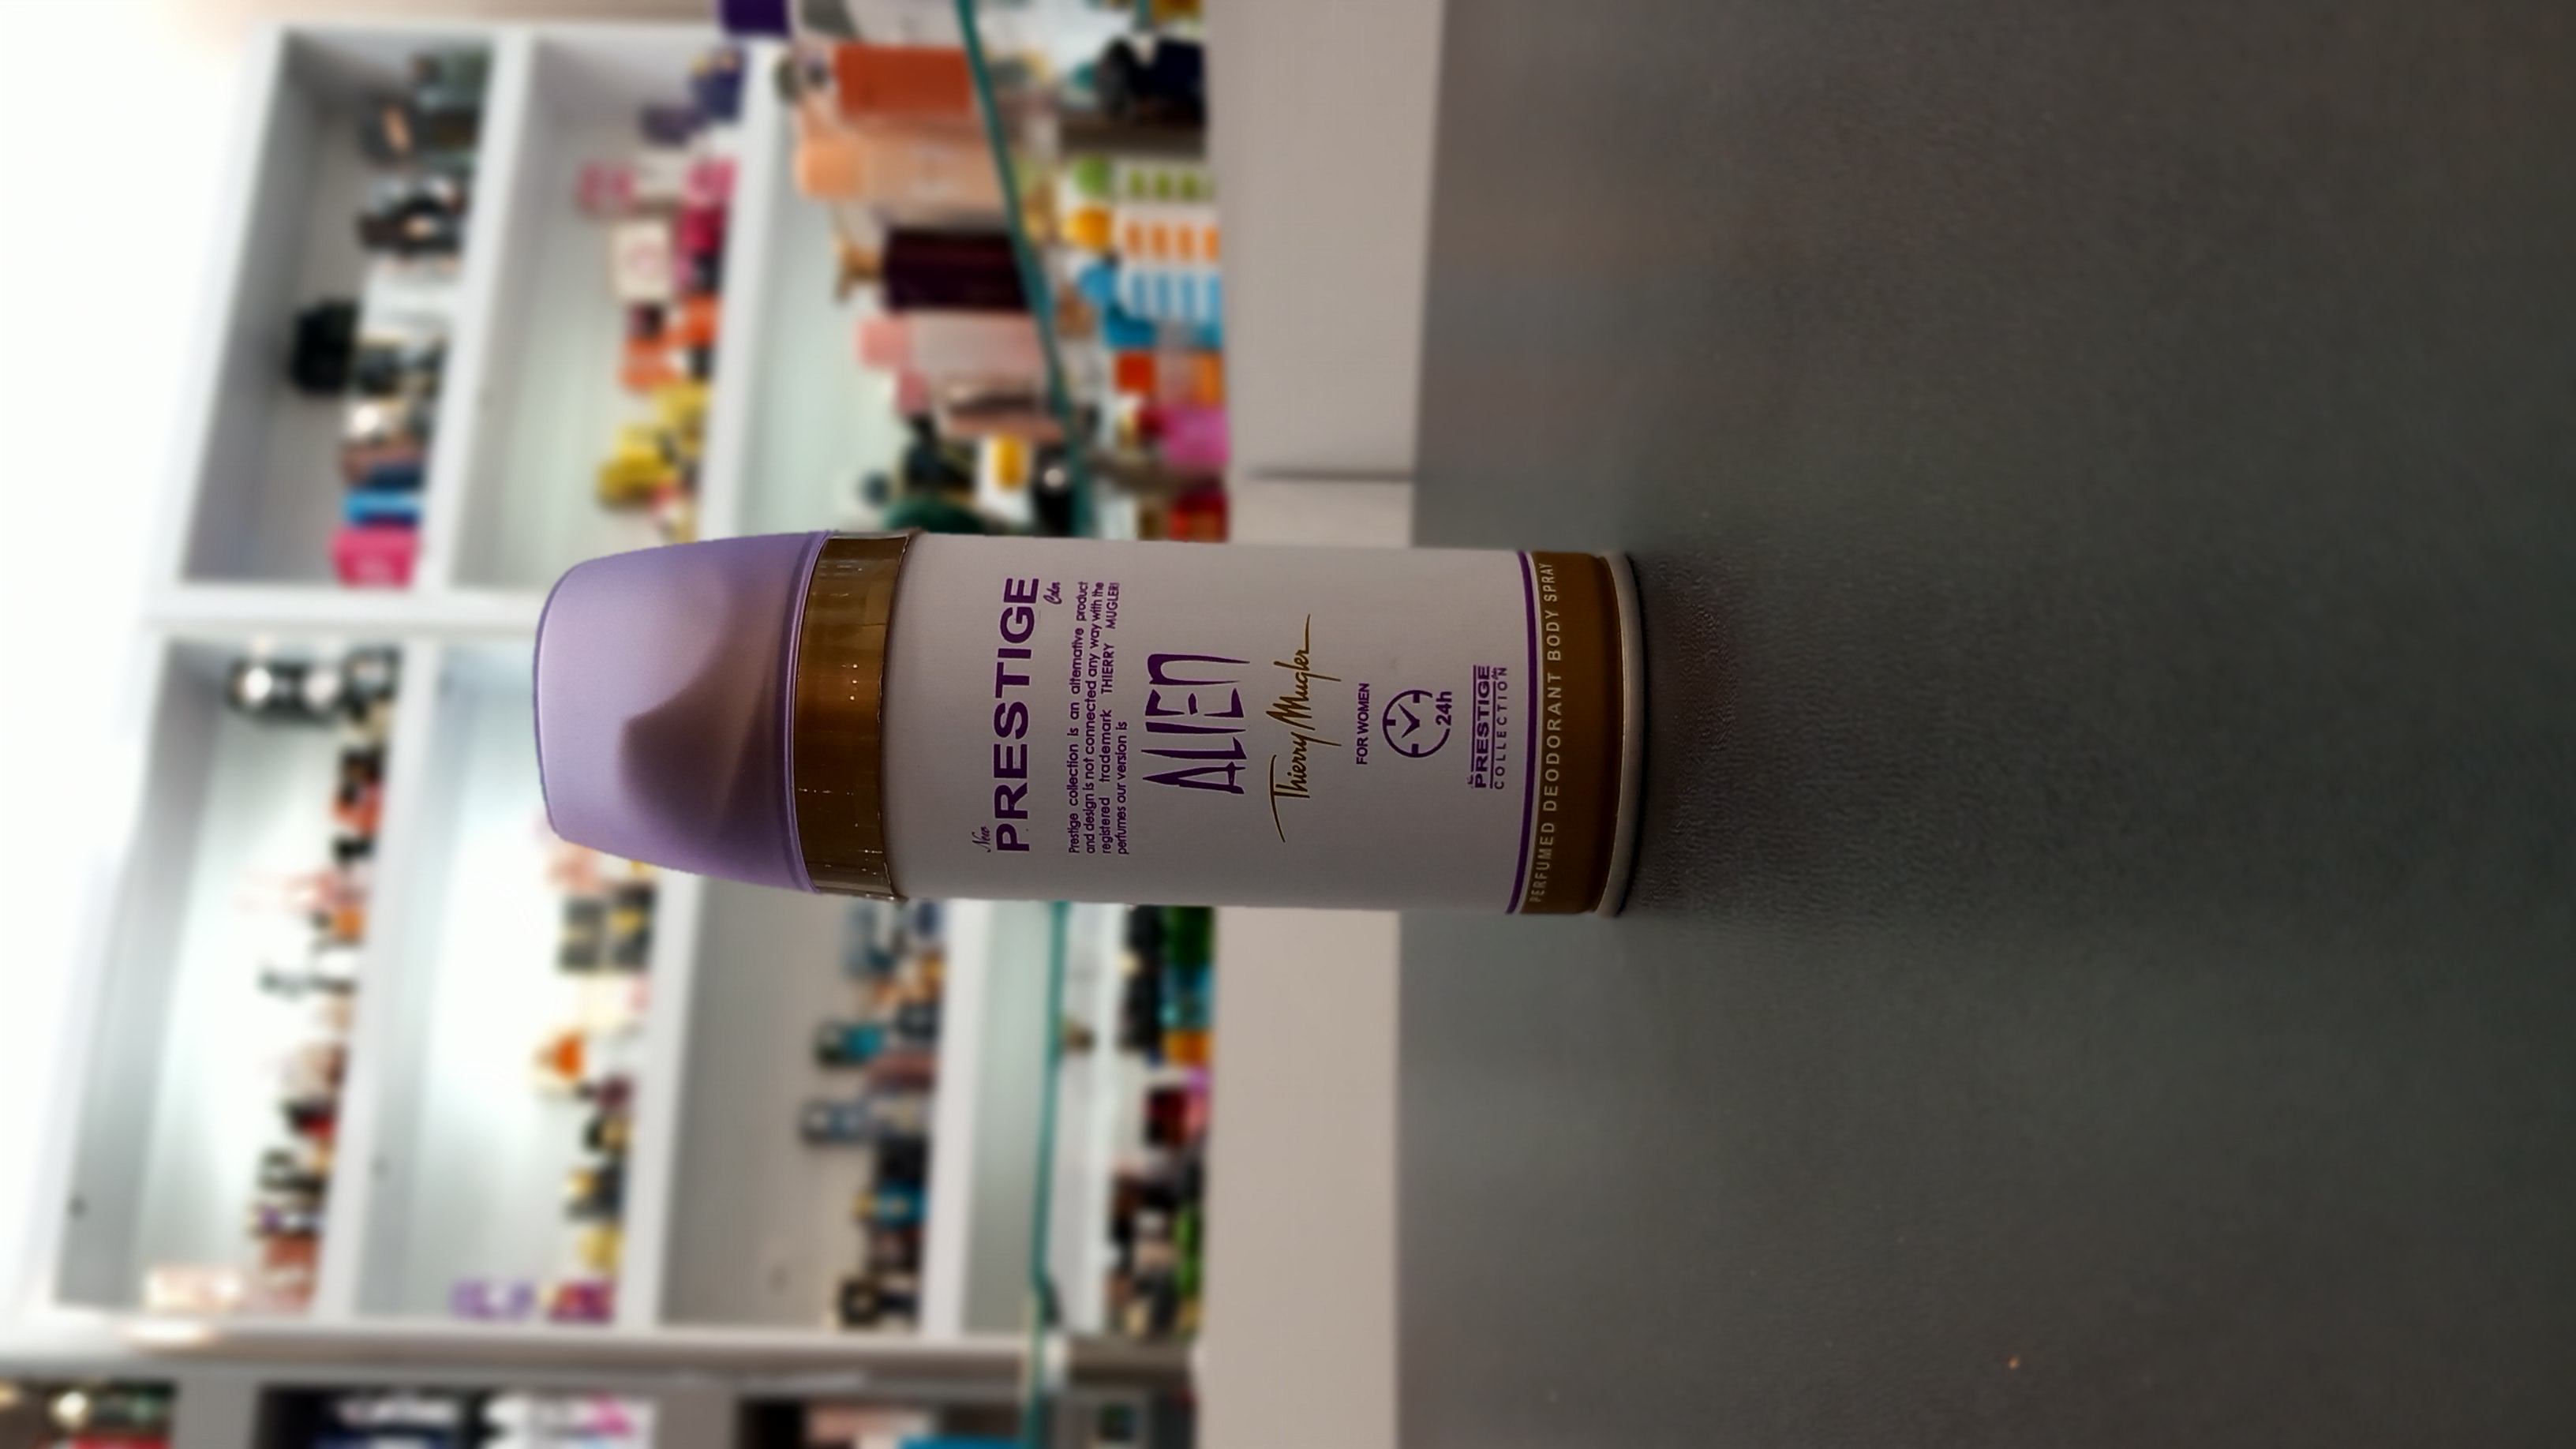 New
PRESTIGE
Color
Prestige collection is an alternative product
and design is not connected any way with the
registered trademark THIERRY MUGLER!
perfumes our version is
ALIEN
Thierry Mugler
FOR WOMEN
24h
PRESTIGE
COLLECTION
PERFUMED DEODORANT BODY SPRAY